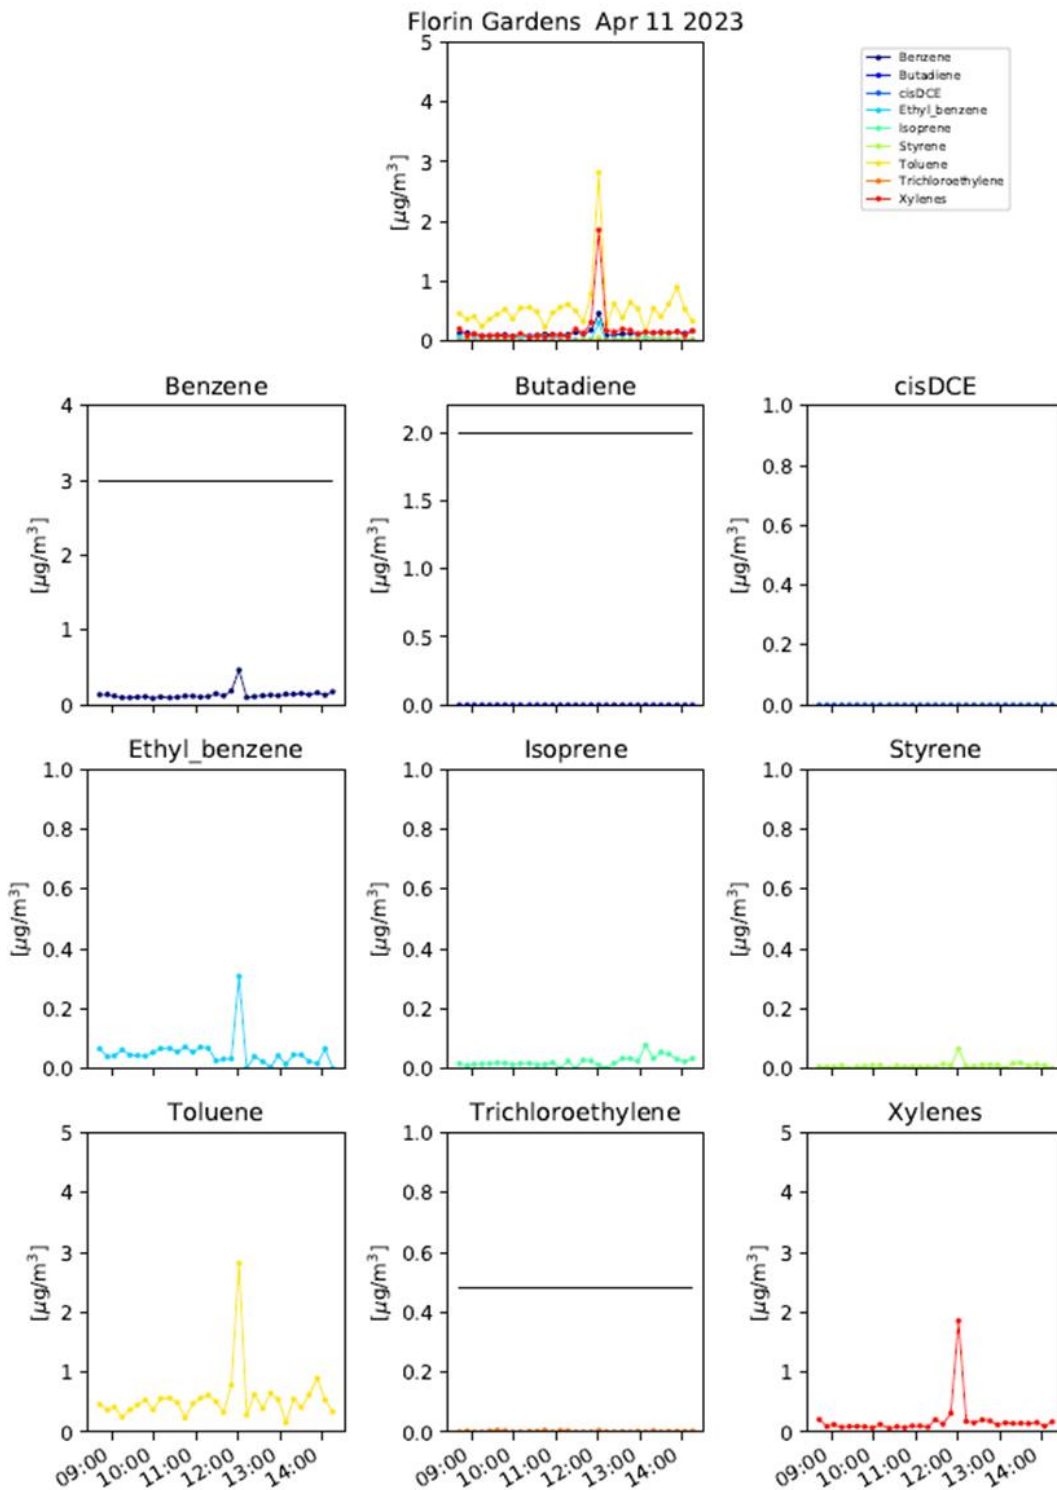 Florin Gardens Apr 11 2023
5
4
3
2
1
0
[μg/m³]
Benzene
Butadiene
cisDCE
Ethyl_benzene
Isoprene
Styrene
Toluene
Trichloroethylene
Xylenes
Benzene
4
3
2
1
0
[μg/m³]
Butadiene
2.0
1.5
1.0
0.5
0.0
[μg/m³]
cisDCE
1.0
0.8
0.6
0.4
0.2
0.0
[μg/m³]
Ethyl_benzene
1.0
0.8
0.6
0.4
0.2
0.0
[μg/m³]
Isoprene
1.0
0.8
0.6
0.4
0.2
0.0
[μg/m³]
Styrene
1.0
0.8
0.6
0.4
0.2
0.0
[μg/m³]
Toluene
5
4
3
2
1
0
[μg/m³]
09:00 10:00 11:00 12:00 13:00 14:00
Trichloroethylene
1.0
0.8
0.6
0.4
0.2
0.0
[μg/m³]
09:00 10:00 11:00 12:00 13:00 14:00
Xylenes
5
4
3
2
1
0
[μg/m³]
09:00 10:00 11:00 12:00 13:00 14:00